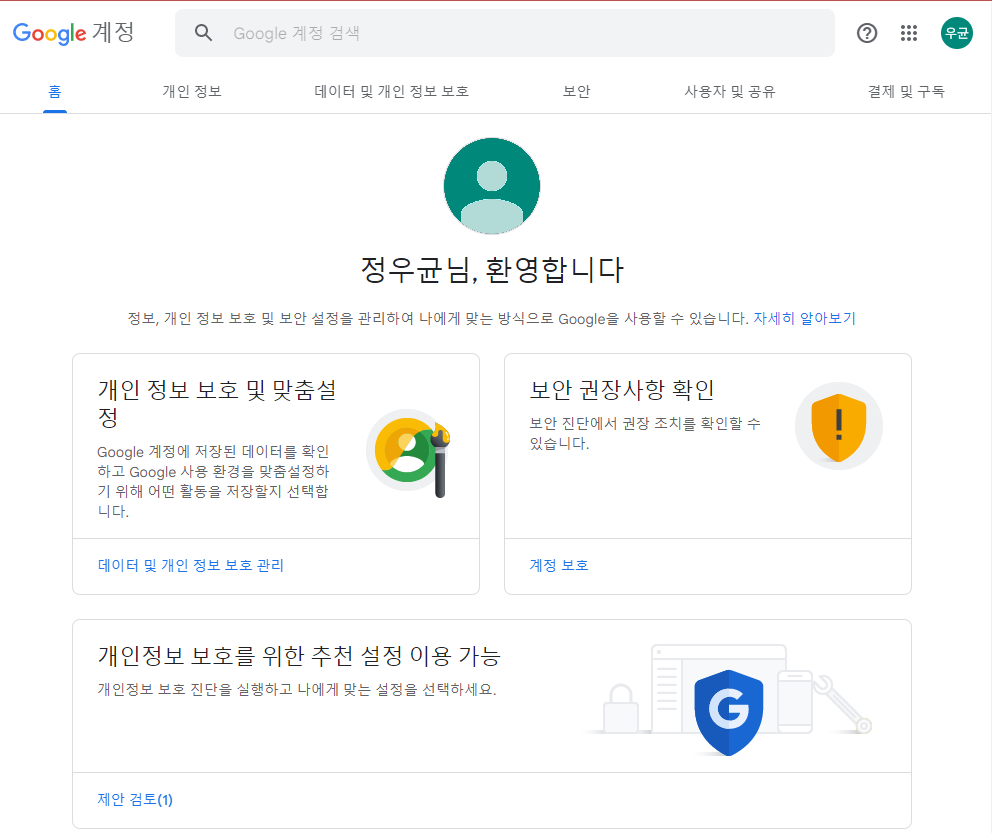 Google 계정
Google 계정 검색
우균
홈
개인 정보
데이터 및 개인 정보 보호
보안
사용자 및 공유
결제 및 구독
정우균님, 환영합니다
정보, 개인 정보 보호 및 보안 설정을 관리하여 나에게 맞는 방식으로 Google을 사용할 수 있습니다. 자세히 알아보기
개인 정보 보호 및 맞춤설
정
Google 계정에 저장된 데이터를 확인
하고 Google 사용 환경을 맞춤설정하
기 위해 어떤 활동을 저장할지 선택합
니다.
데이터 및 개인 정보 보호 관리
보안 권장사항 확인
보안 진단에서 권장 조치를 확인할 수
있습니다.
계정 보호
개인정보 보호를 위한 추천 설정 이용 가능
개인정보 보호 진단을 실행하고 나에게 맞는 설정을 선택하세요.
G
제안 검토(1)